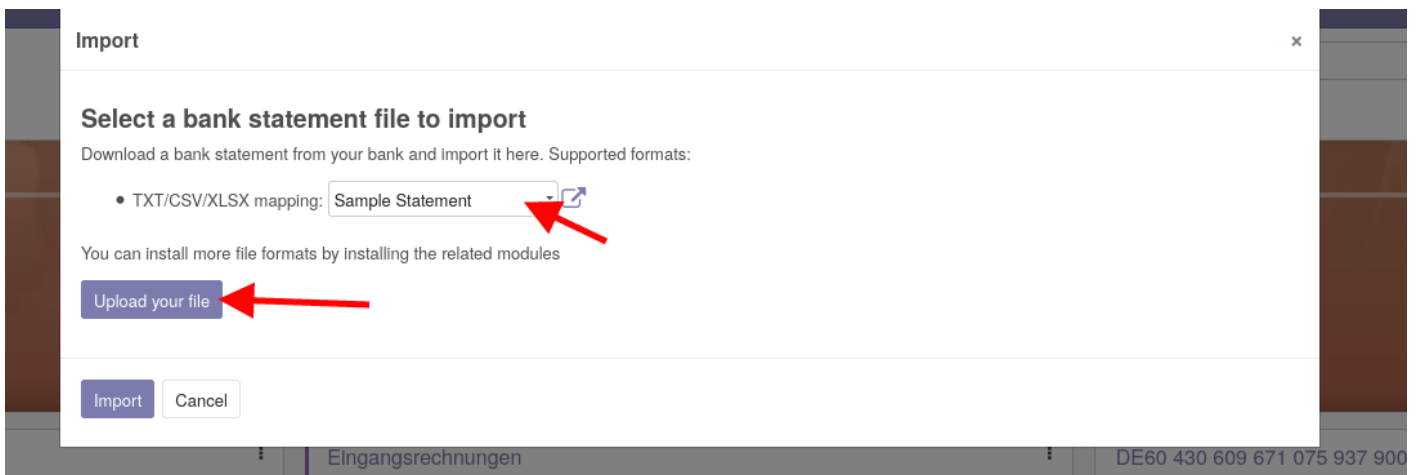 Import
×
Select a bank statement file to import
Download a bank statement from your bank and import it here. Supported formats:
• TXT/CSV/XLSX mapping: Sample Statement
You can install more file formats by installing the related modules
Upload your file
Import Cancel
Eingangsrechnungen DE60 430 609 671 075 937 900